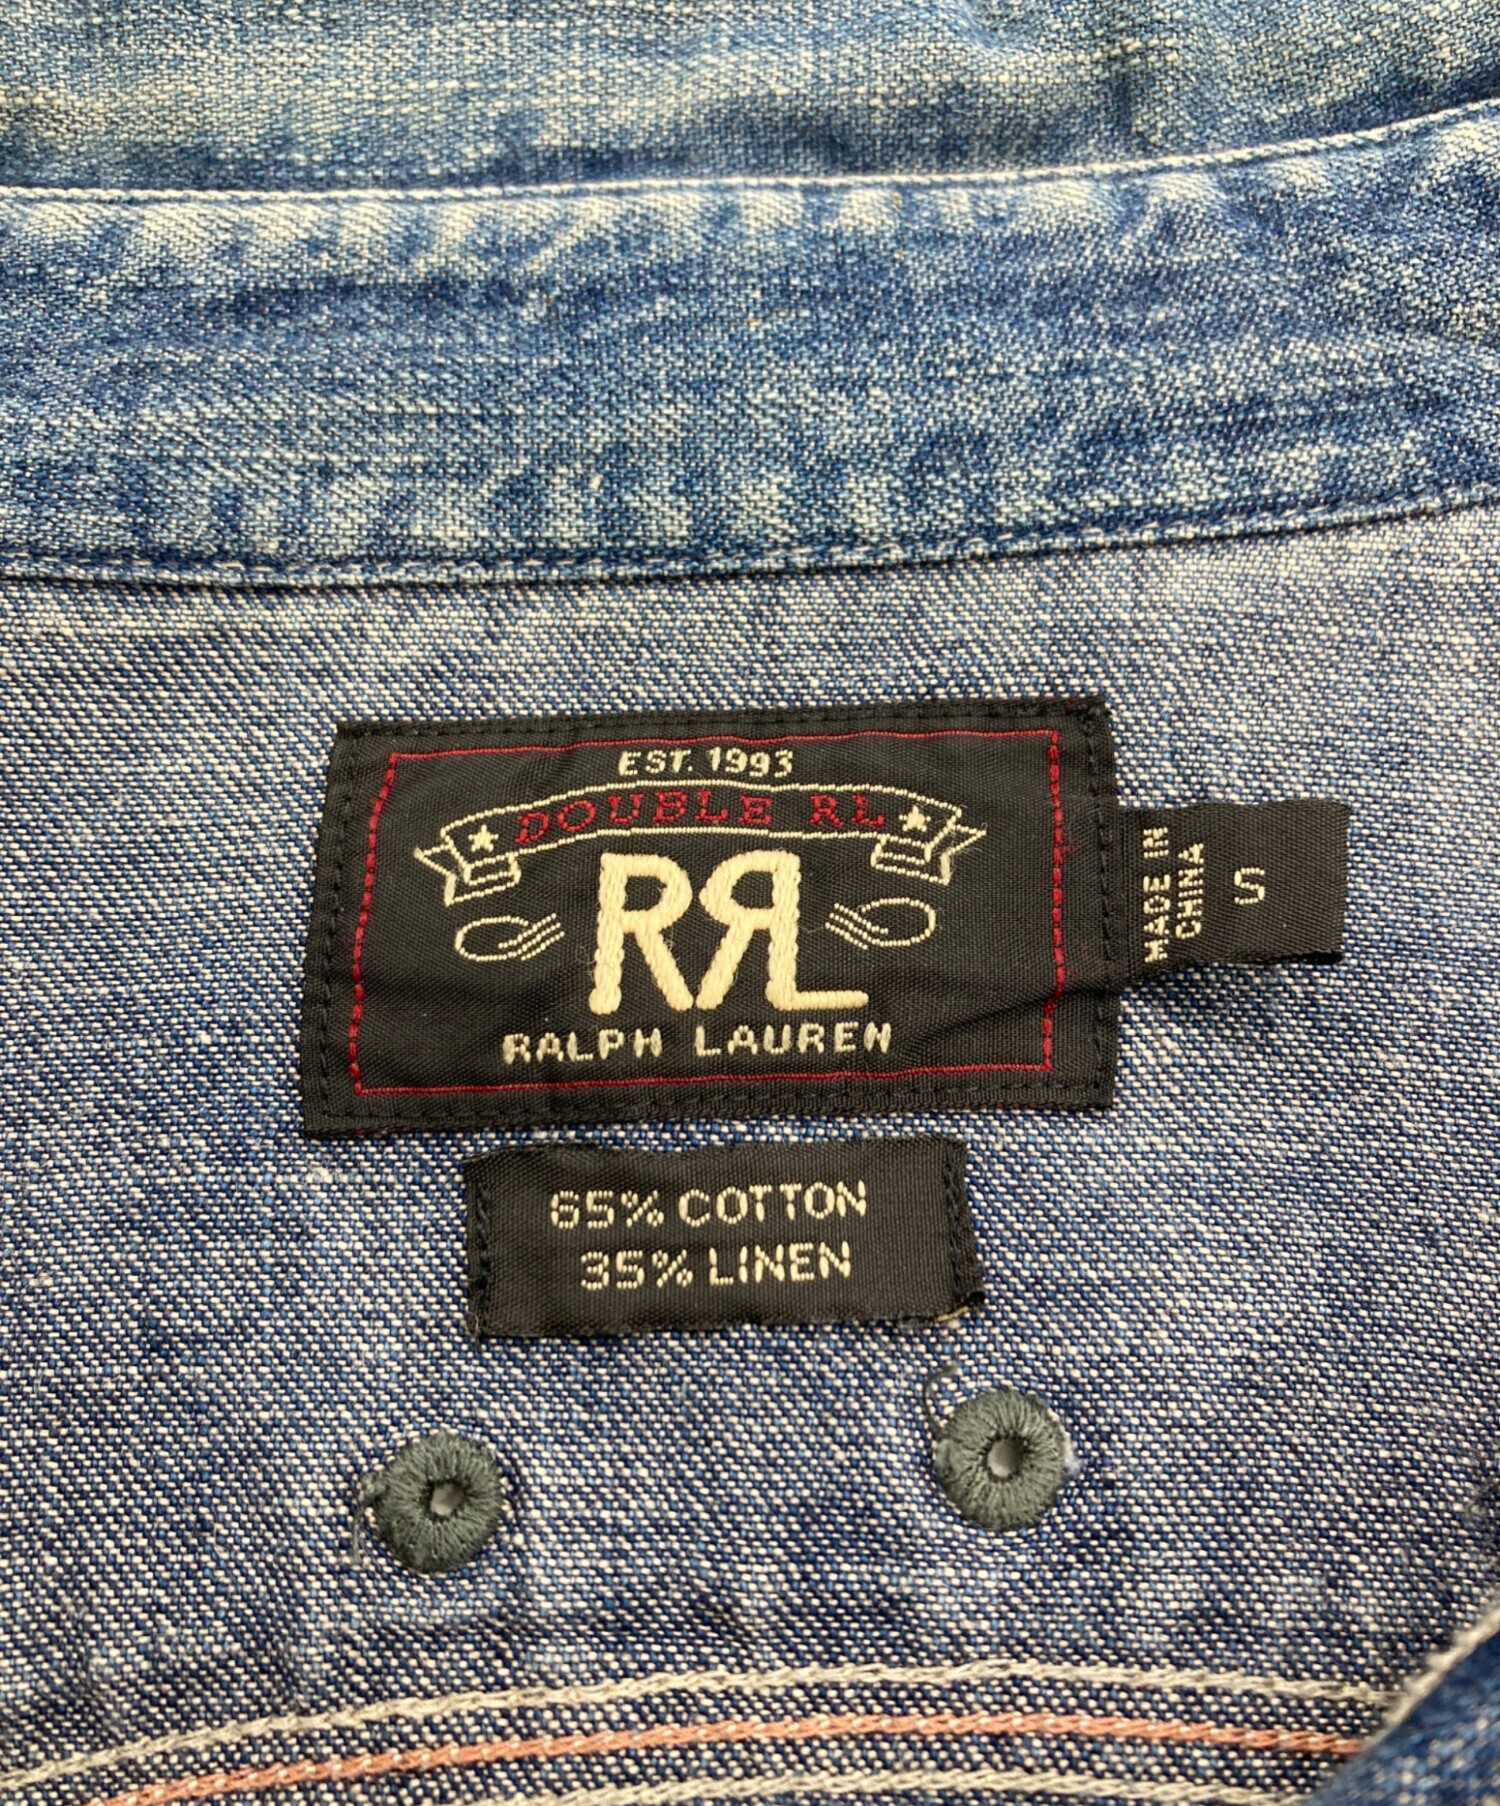 EST. 1993
DOUBLE RL
RRL
RALPH LAUREN
MADE IN
CHINA
S
65% COTTON
35% LINEN